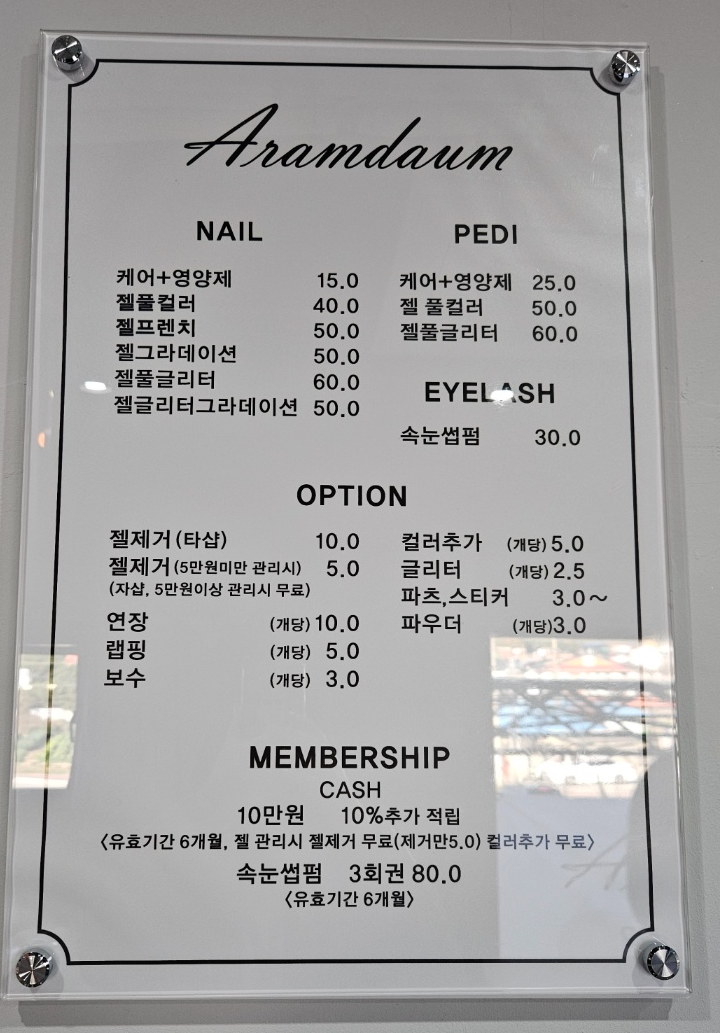 Aramdaum
NAIL
케어+영양제 15.0
젤풀컬러 40.0
젤프렌치 50.0
젤그라데이션 50.0
젤풀글리터 60.0
젤글리터그라데이션 50.0
PEDI
케어+영양제 25.0
젤 풀컬러 50.0
젤풀글리터 60.0
EYELASH
속눈썹펌 30.0
OPTION
젤제거(타샵) 10.0
젤제거(5만원미만 관리시) 5.0
(자샵, 5만원이상 관리시 무료)
연장 (개당) 10.0
랩핑 (개당) 5.0
보수 (개당) 3.0
컬러추가 (개당) 5.0
글리터 (개당) 2.5
파츠,스티커 3.0~
파우더 (개당)3.0
MEMBERSHIP
CASH
10만원 10%추가 적립
〈유효기간 6개월, 젤 관리시 젤제거 무료(제거만5.0) 컬러추가 무료〉
속눈썹펌 3회권 80.0
〈유효기간 6개월〉